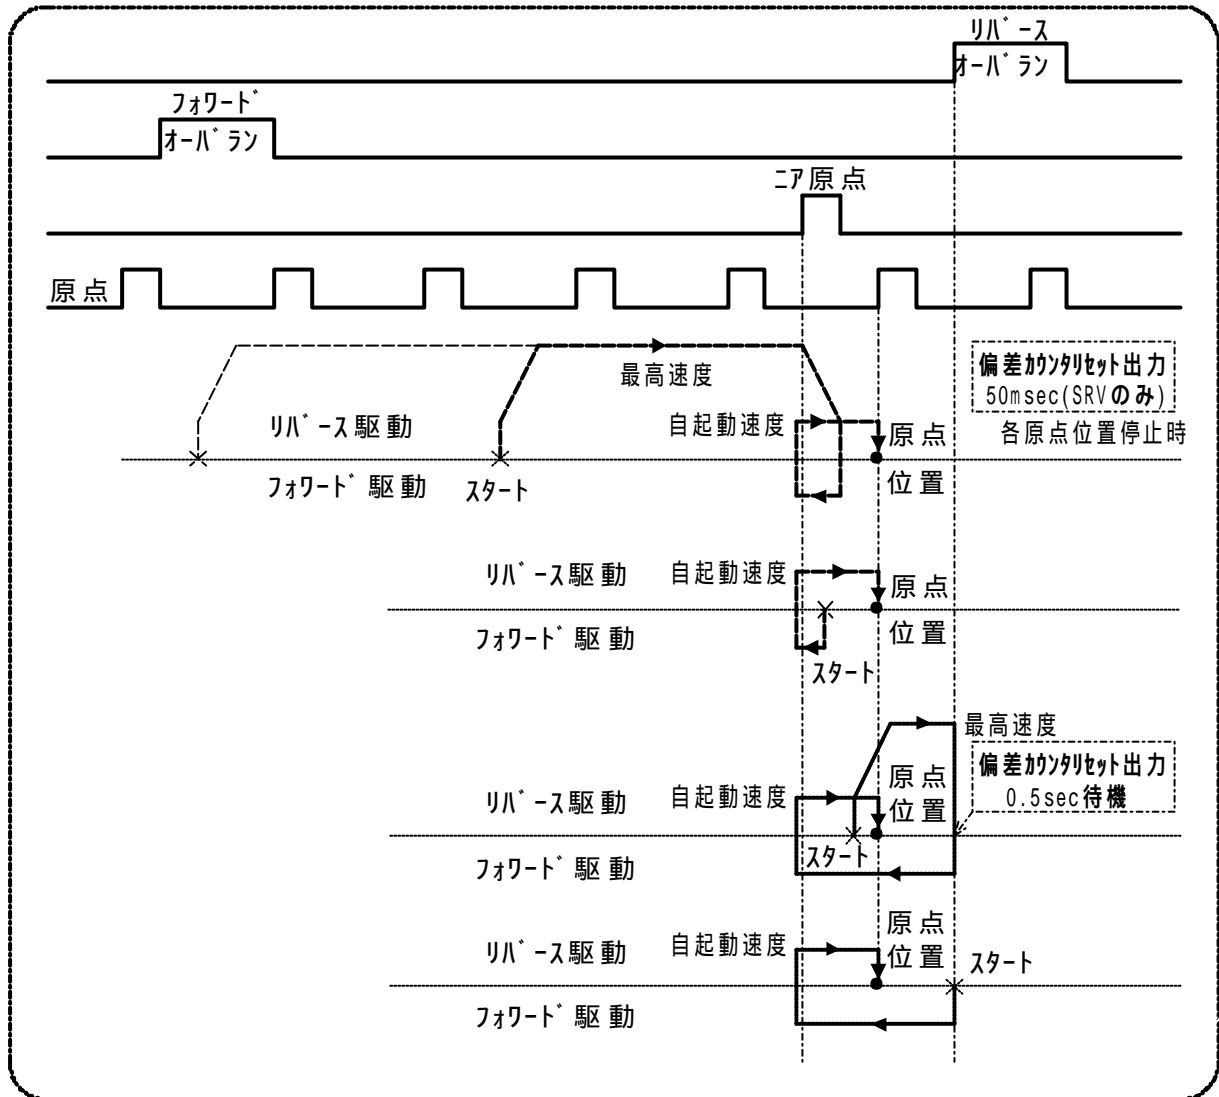 ﾘﾊﾞｰｽ
ｵｰﾊﾞﾗﾝ
ﾌｫﾜｰﾄﾞ
ｵｰﾊﾞﾗﾝ
ﾆｱ原点
原点
最高速度
偏差ｶｳﾝﾀﾘｾｯﾄ出力
50msec(SRVのみ)
各原点位置停止時
ﾘﾊﾞｰｽ駆動
自起動速度
原点
位置
ﾌｫﾜｰﾄﾞ駆動
ｽﾀｰﾄ
ﾘﾊﾞｰｽ駆動
自起動速度
原点
位置
ﾌｫﾜｰﾄﾞ駆動
ｽﾀｰﾄ
最高速度
偏差ｶｳﾝﾀﾘｾｯﾄ出力
0.5sec待機
ﾘﾊﾞｰｽ駆動
自起動速度
原点
位置
ﾌｫﾜｰﾄﾞ駆動
ｽﾀｰﾄ
ﾘﾊﾞｰｽ駆動
自起動速度
原点
位置
ｽﾀｰﾄ
ﾌｫﾜｰﾄﾞ駆動